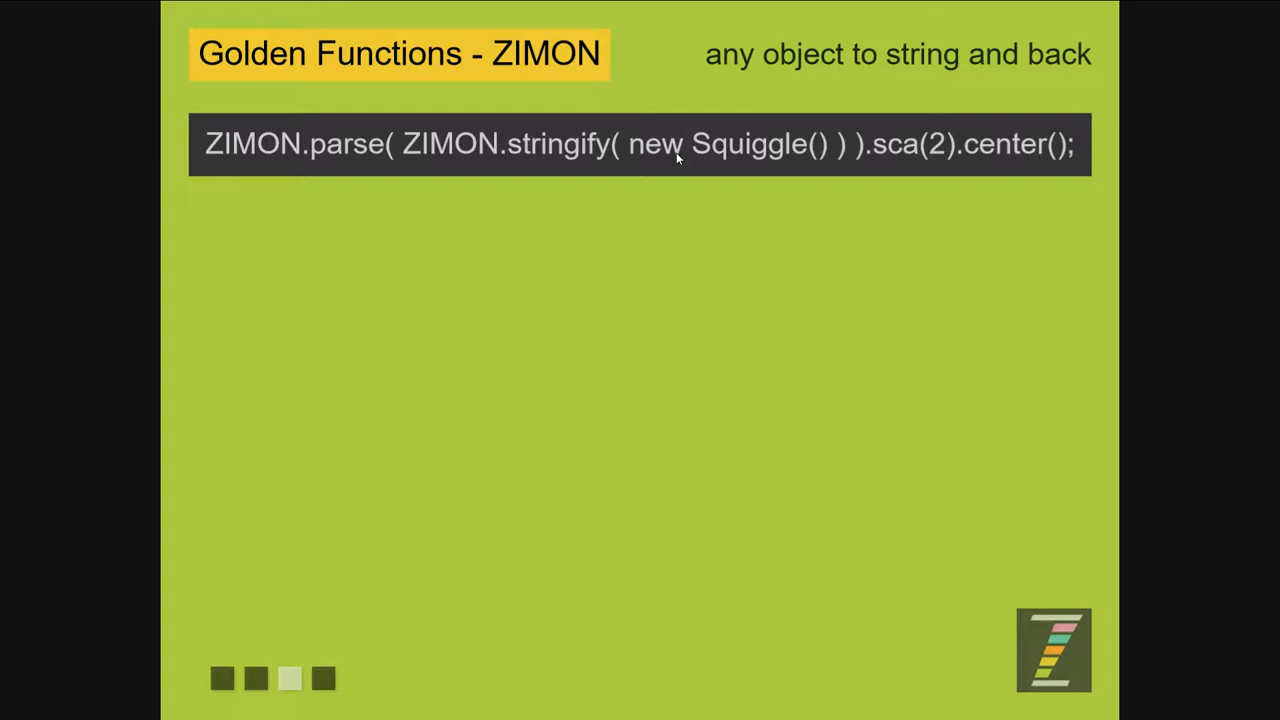 Golden Functions - ZIMON
any object to string and back
ZIMON.parse( ZIMON.stringify( new Squiggle() ) ).sca(2).center();